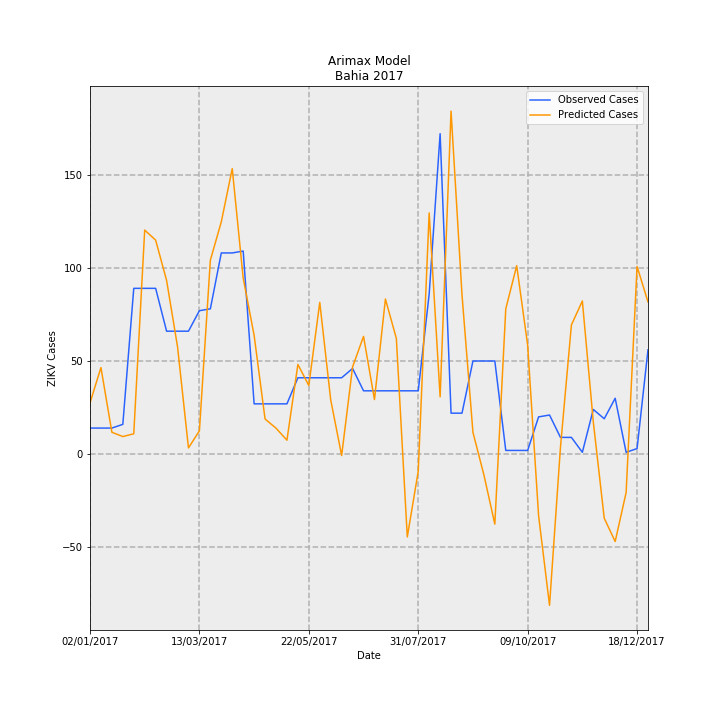 Arimax Model
Bahia 2017
Observed Cases
Predicted Cases
ZIKV Cases
150
100
50
0
−50
02/01/2017 13/03/2017 22/05/2017 31/07/2017 09/10/2017 18/12/2017
Date